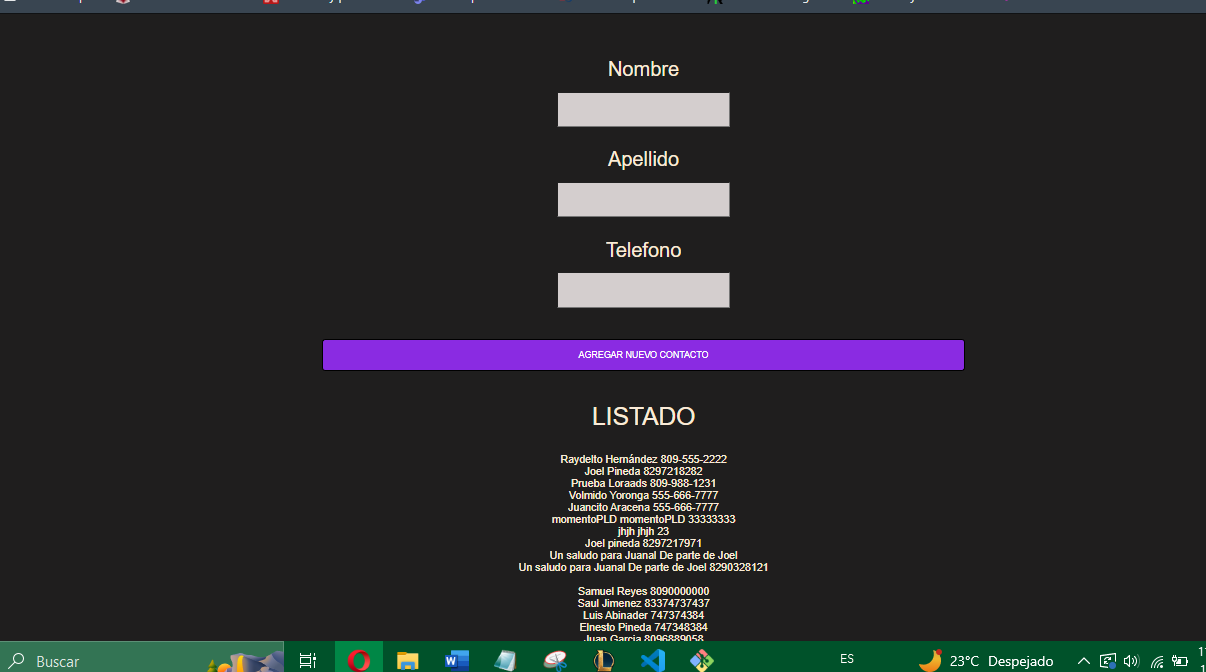 Nombre
Apellido
Telefono
AGREGAR NUEVO CONTACTO
LISTADO
Raydelto Hernández 809-555-2222
Joel Pineda 8297218282
Prueba Loraads 809-988-1231
Volmido Yoronga 555-666-7777
Juancito Aracena 555-666-7777
momentoPLD momentoPLD 33333333
jhjh jhjh 23
Joel pineda 8297217971
Un saludo para Juanal De parte de Joel
Un saludo para Juanal De parte de Joel 8290328121
Samuel Reyes 8090000000
Saul Jimenez 83374737437
Luis Abinader 747374384
Elnesto Pineda 747348384
Juan Garcia 8096889058
Buscar
ES
23°C Despejado